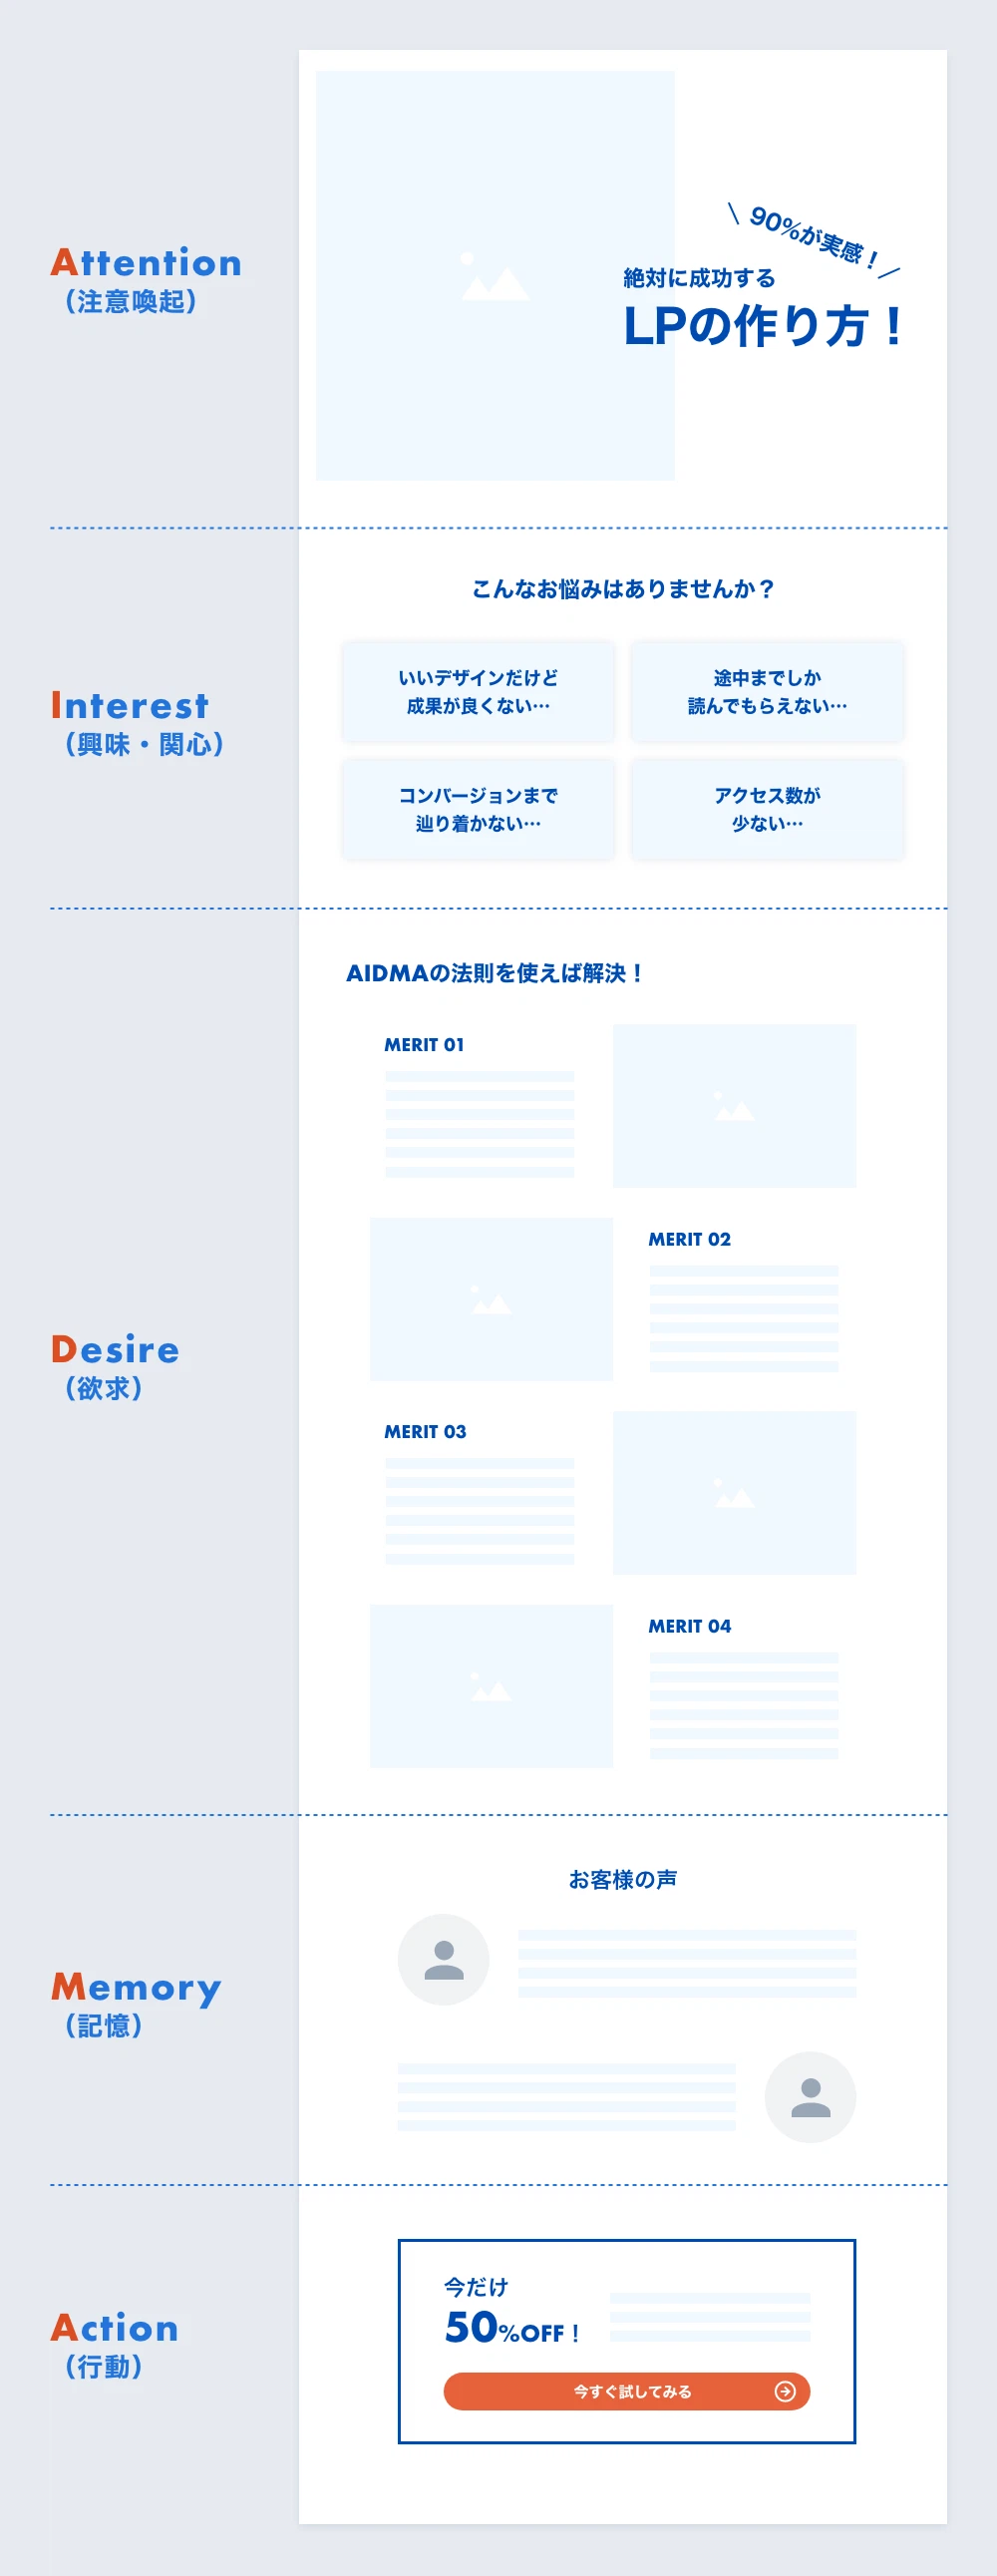 Attention
（注意喚起）
\ 90%が実感！/
絶対に成功する
LPの作り方！
Interest
（興味・関心）
こんなお悩みはありませんか？
いいデザインだけど
成果が良くない…
途中までしか
読んでもらえない…
コンバージョンまで
辿り着かない…
アクセス数が
少ない…
Desire
（欲求）
AIDMAの法則を使えば解決！
MERIT 01
MERIT 02
MERIT 03
MERIT 04
Memory
（記憶）
お客様の声
Action
（行動）
今だけ
50%OFF！
今すぐ試してみる